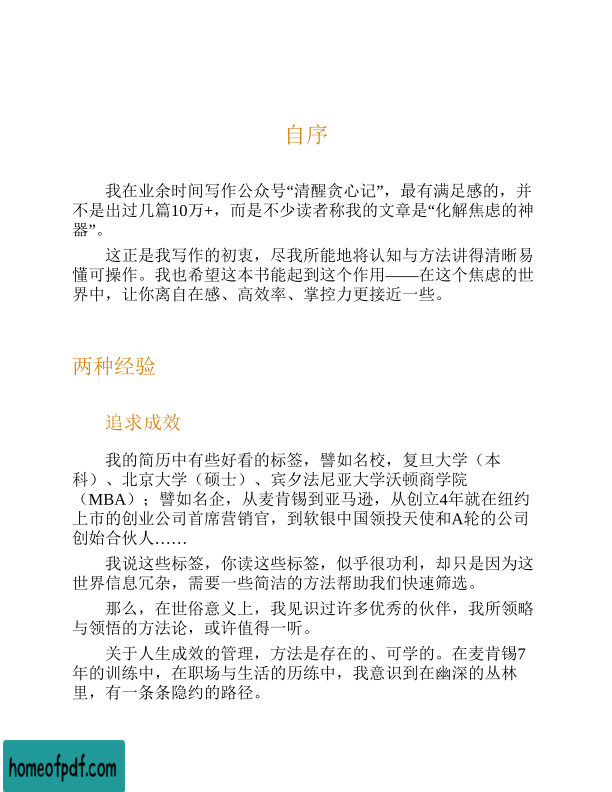 自序
我在业余时间写作公众号“清醒贪心记”，最有满足感的，并
不是出过几篇10万+，而是不少读者称我的文章是“化解焦虑的神
器”。
这正是我写作的初衷，尽我所能地将认知与方法讲得清晰易
懂可操作。我也希望这本书能起到这个作用——在这个焦虑的世
界中，让你离自在感、高效率、掌控力更接近一些。
两种经验
追求成效
我的简历中有些好看的标签，譬如名校，复旦大学（本
科）、北京大学（硕士）、宾夕法尼亚大学沃顿商学院
（MBA）；譬如名企，从麦肯锡到亚马逊，从创立4年就在纽约
上市的创业公司首席营销官，到软银中国领投天使和A轮的公司
创始合伙人……
我说这些标签，你读这些标签，似乎很功利，却只是因为这
世界信息冗杂，需要一些简洁的方法帮助我们快速筛选。
那么，在世俗意义上，我见识过许多优秀的伙伴，我所领略
与领悟的方法论，或许值得一听。
关于人生成效的管理，方法是存在的、可学的。在麦肯锡7
年的训练中，在职场与生活的历练中，我意识到在幽深的丛林
里，有一条条隐约的路径。
homeofpdf.com